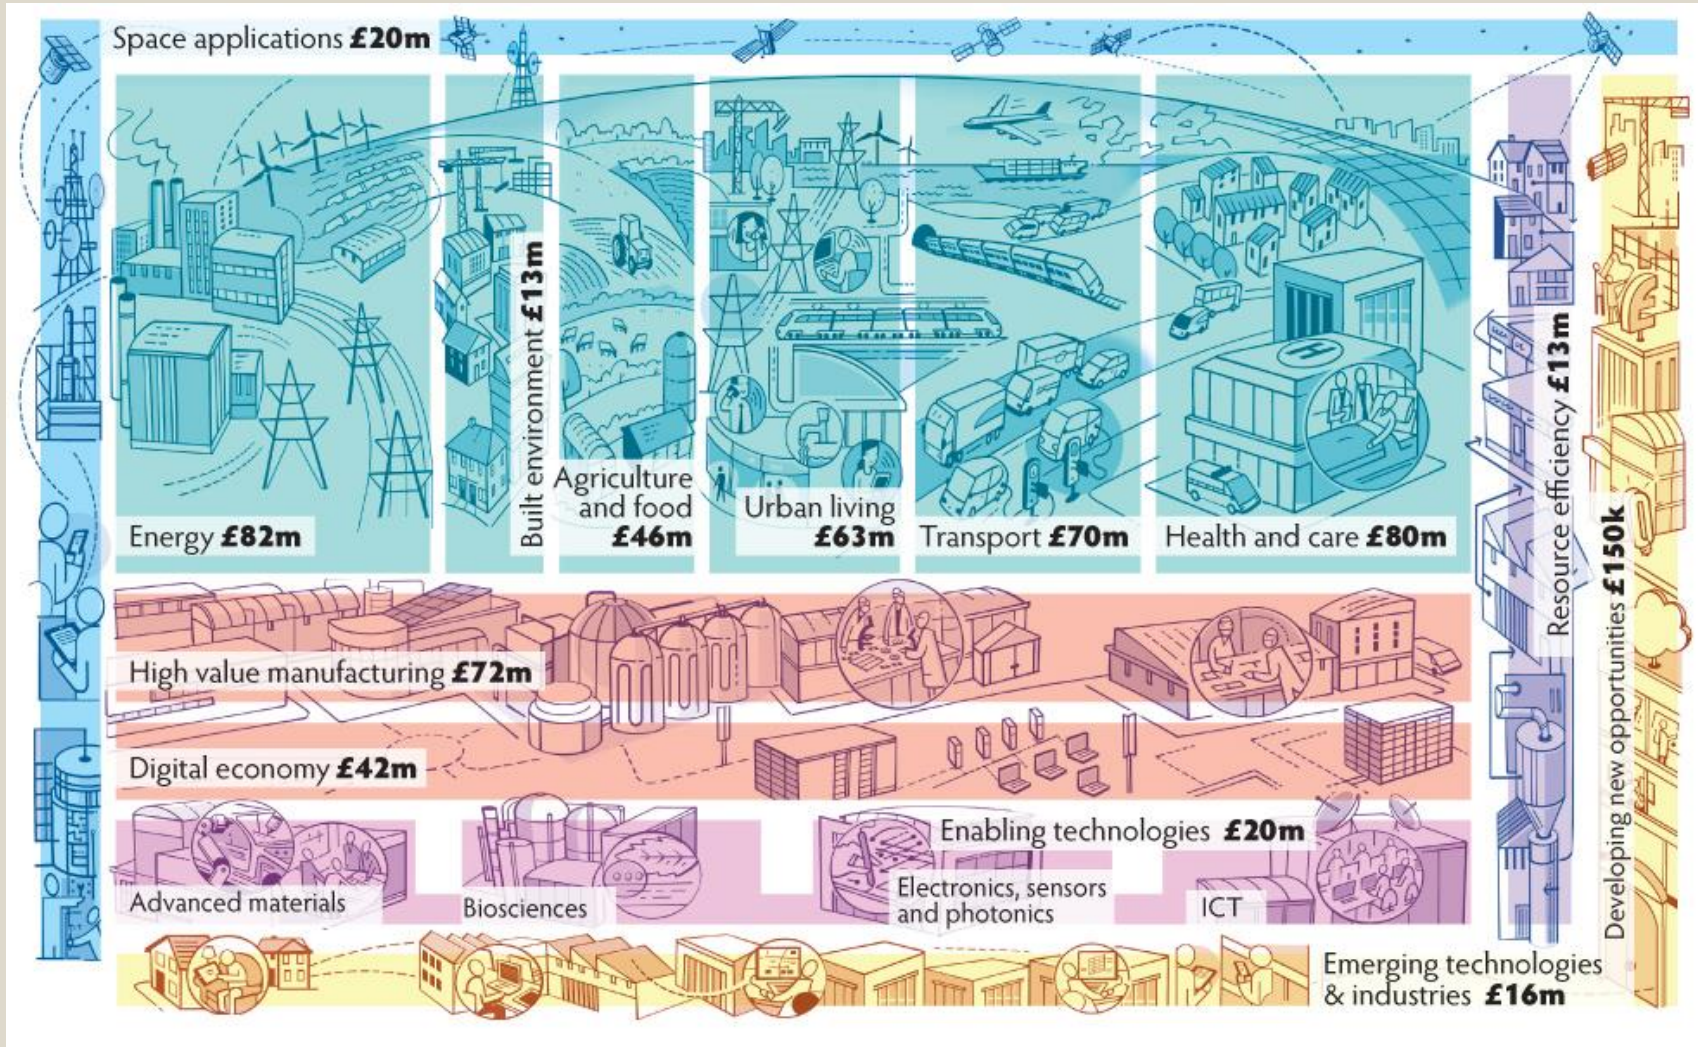 Space applications £20m
Energy £82m
Built environment £13m
Agriculture
and food
£46m
Urban living
£63m
Transport £70m
Health and care £80m
H
Resource efficiency £13m
£
Developing new opportunities £150k
High value manufacturing £72m
Digital economy £42m
Enabling technologies £20m
Advanced materials
Biosciences
Electronics, sensors
and photonics
ICT
Emerging technologies
& industries £16m